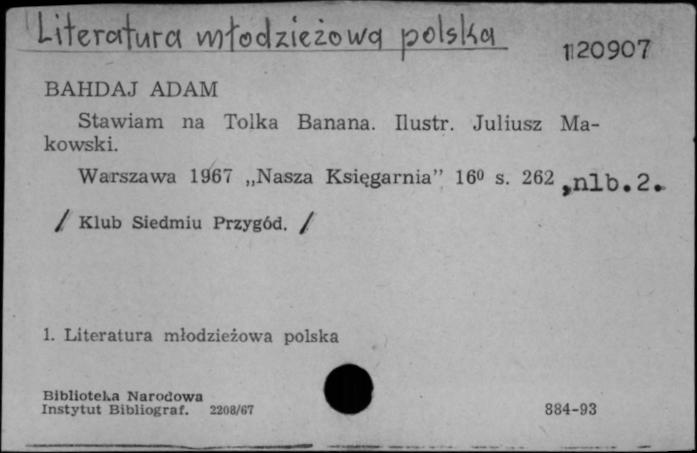 Literatura młodzieżowa polska
120907
BAHDAJ ADAM
Stawiam na Tolka Banana. Ilustr. Juliusz Ma-
kowski.
Warszawa 1967 „Nasza Księgarnia" 16⁰ s. 262 ,nlb.2.
/ Klub Siedmiu Przygód. /
1. Literatura młodzieżowa polska
Biblioteka Narodowa
Instytut Bibliograf. 2208/67
884-93